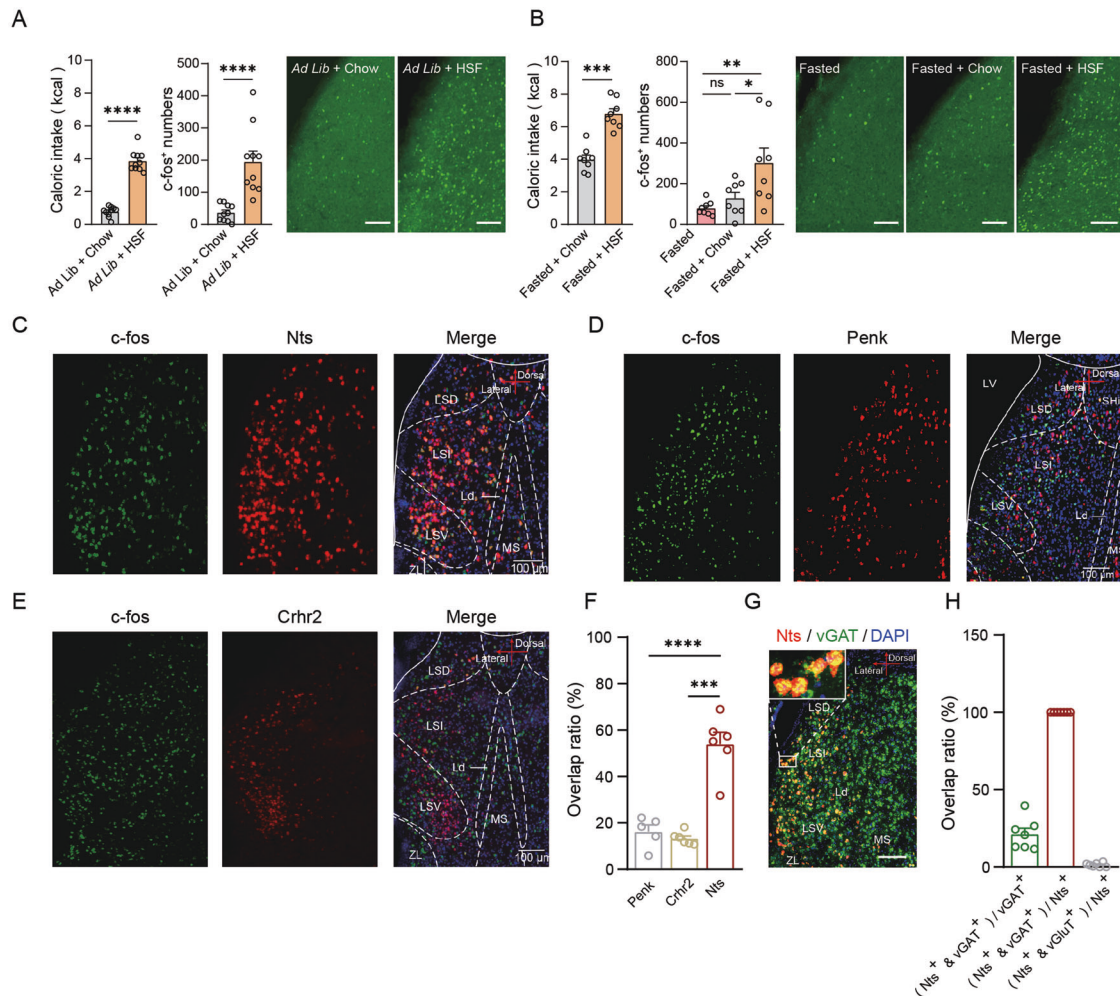 A
Caloric intake ( kcal )
10
8
6
4
2
0
****
Ad Lib + Chow
Ad Lib + HSF
c-fos+ numbers
500
400
300
200
100
0
****
Ad Lib + Chow
Ad Lib + HSF
Ad Lib + Chow
Ad Lib + HSF
B
Caloric intake ( kcal )
10
8
6
4
2
0
***
Fasted + Chow
Fasted + HSF
c-fos+ numbers
800
600
400
200
0
**
ns
*
Fasted
Fasted + Chow
Fasted + HSF
Fasted
Fasted + Chow
Fasted + HSF
C
c-fos
Nts
Merge
Dorsal
Lateral
LSD
LSI
Ld
LSV
MS
ZL
100 µm
D
c-fos
Penk
Merge
LV
Dorsal
Lateral
SHi
LSD
LSI
LSV
Ld
MS
100 µm
E
c-fos
Crhr2
Merge
Dorsal
Lateral
LSD
LSI
Ld
LSV
MS
ZL
100 µm
F
Overlap ratio (%)
100
80
60
40
20
0
****
***
Penk
Crhr2
Nts
G
Nts / vGAT / DAPI
Dorsal
Lateral
LSD
LSI
Ld
LSV
MS
ZL
H
Overlap ratio (%)
150
100
50
0
( Nts+ & vGAT+ ) / vGAT+
( Nts+ & vGAT+ ) / Nts+
( Nts+ & vGluT+ ) / Nts+